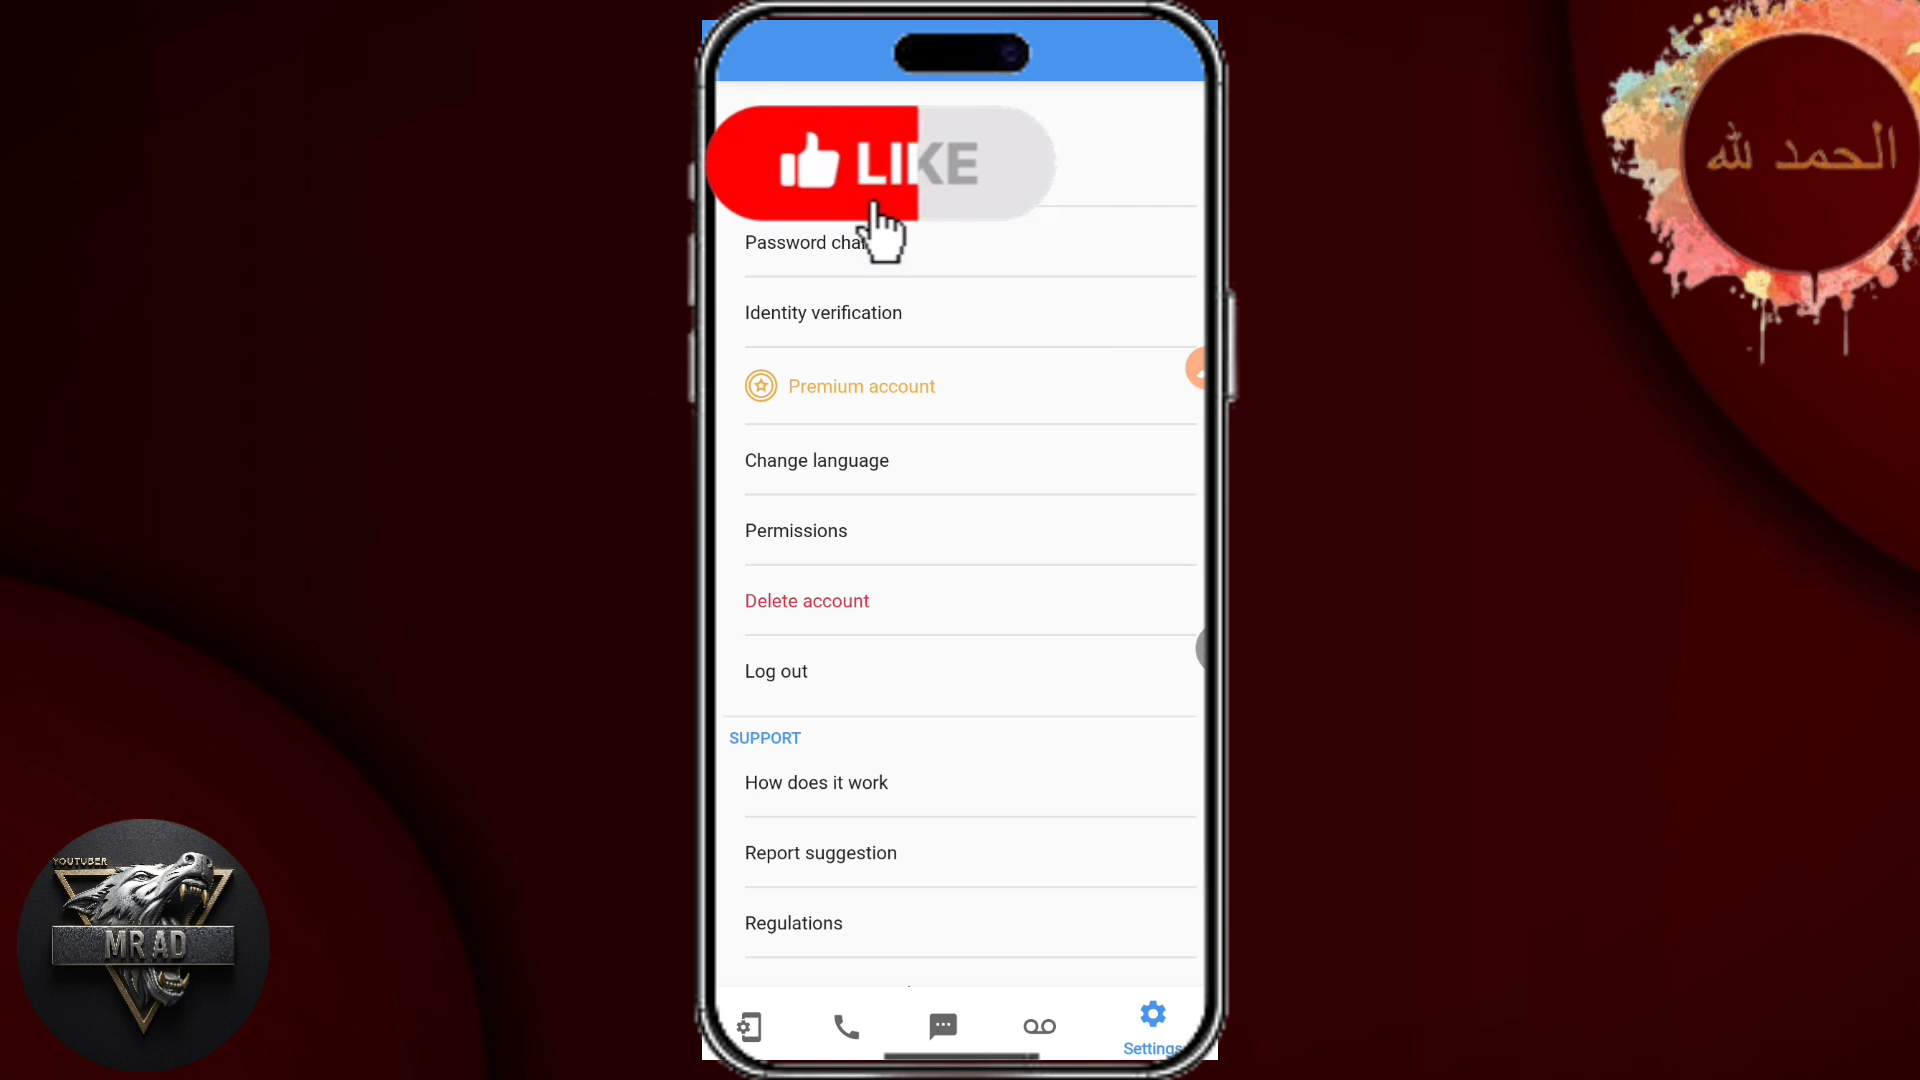 LIKE
الحمد لله
Password cha
Identity verification
Premium account
Change language
Permissions
Delete account
Log out
SUPPORT
How does it work
Report suggestion
Regulations
YOUTUBER
MR AD
Settings